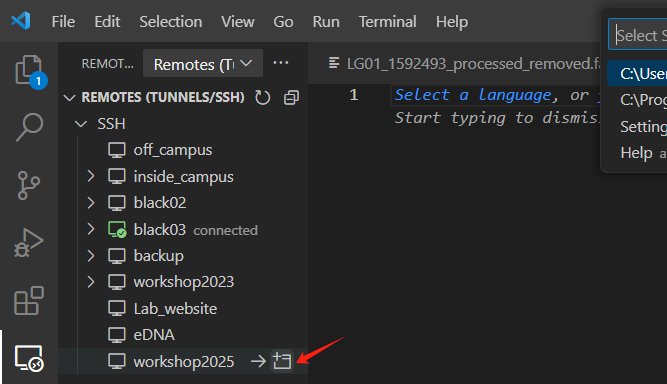 File Edit Selection View Go Run Terminal Help
Select S
REMOT... Remotes (Tu ...
LG01_1592493_processed_removed.fa
C:\User
1
REMOTES (TUNNELS/SSH)
1 Select a language, or
C:\Prog
SSH
Start typing to dismis
Setting
off_campus
Help a
inside_campus
black02
black03 connected
backup
workshop2023
Lab_website
eDNA
workshop2025